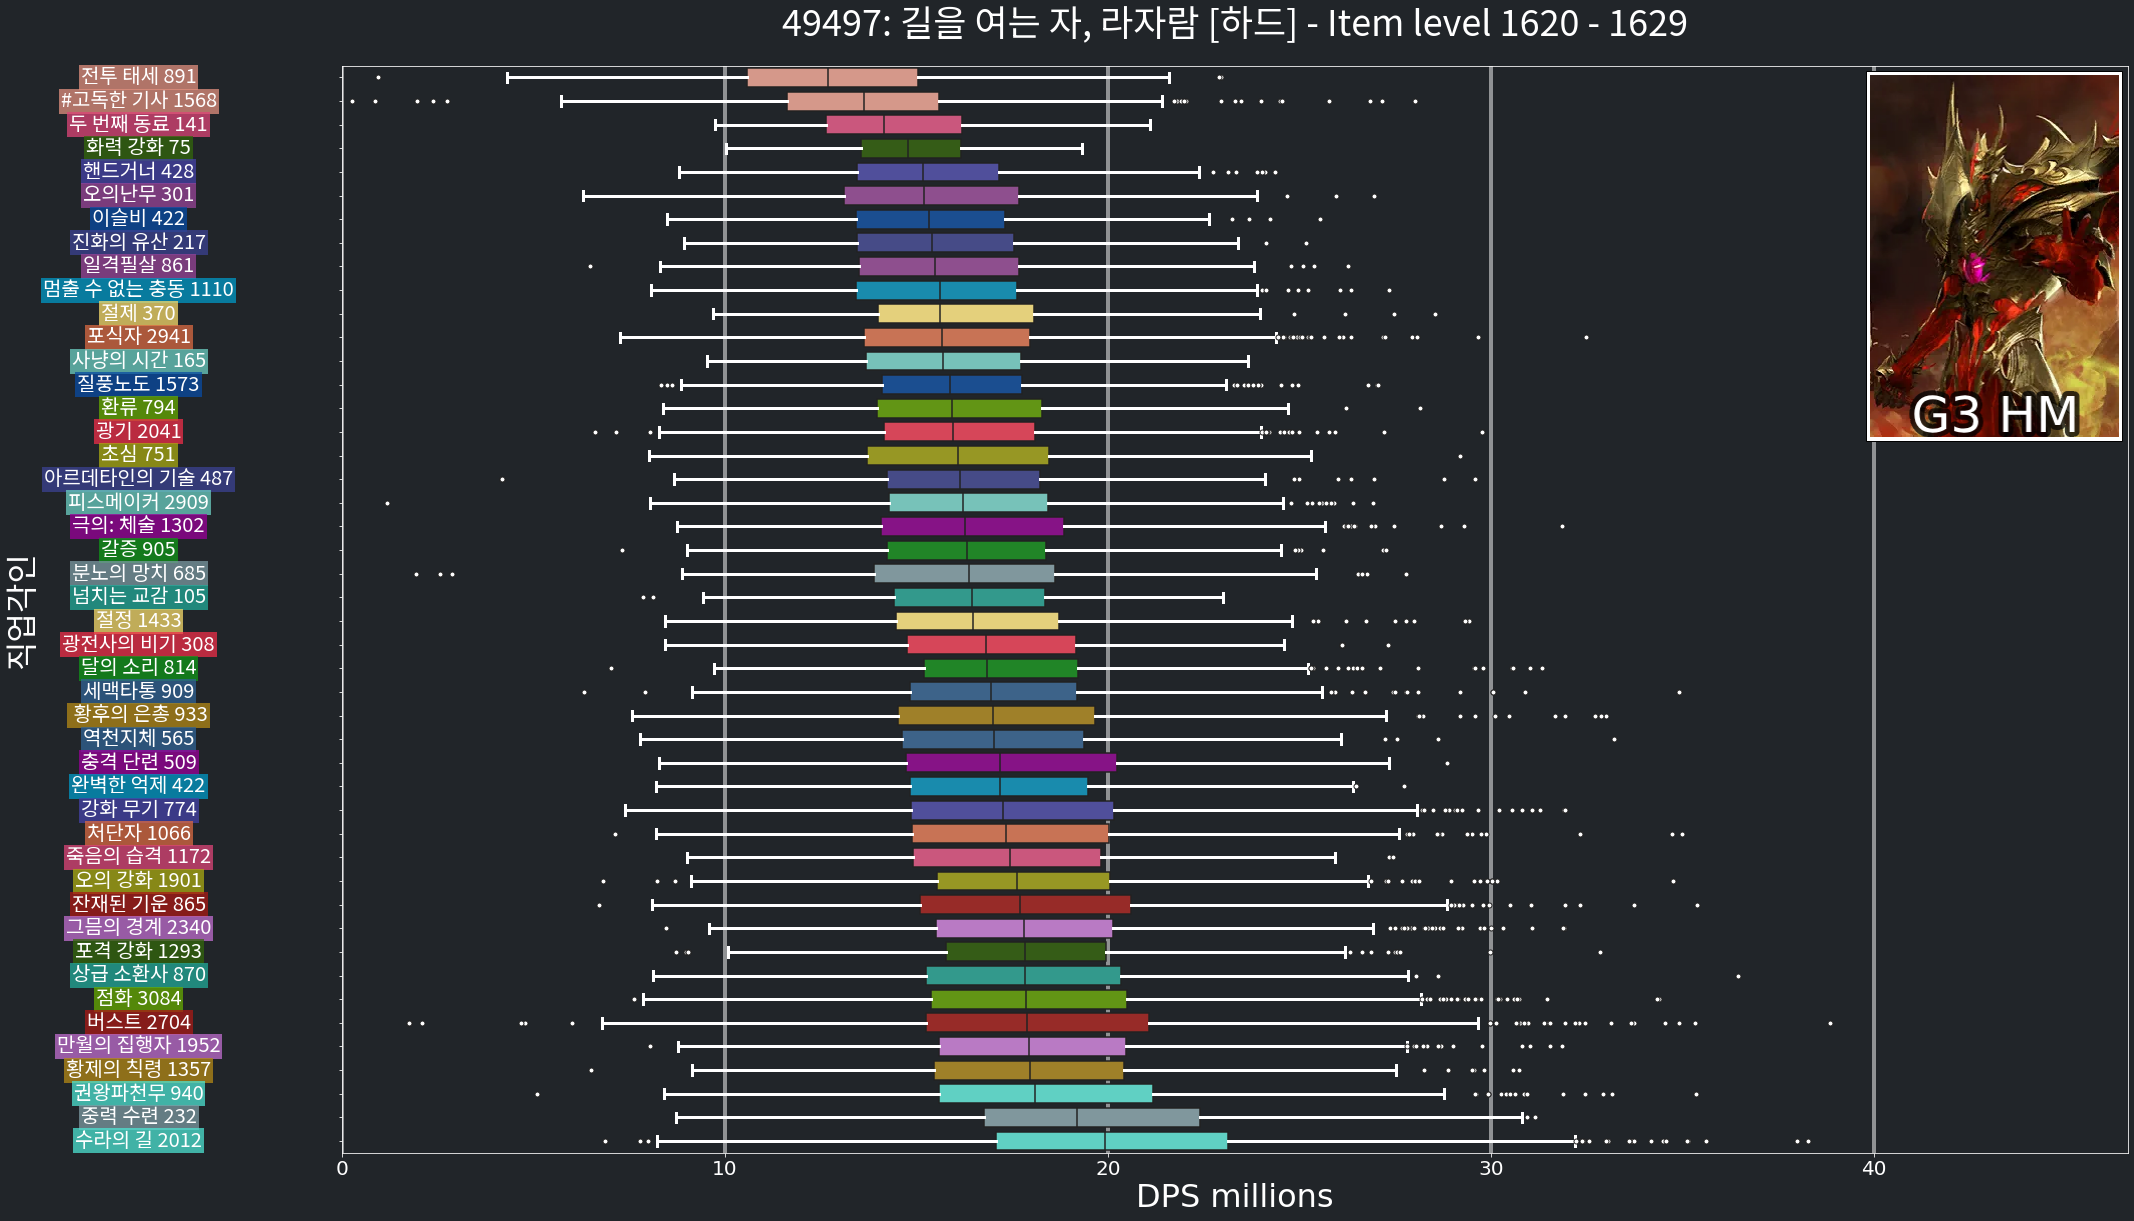 49497: 길을 여는 자, 라자람 [하드] - Item level 1620 - 1629
전투 태세 891
#고독한 기사 1568
두 번째 동료 141
화력 강화 75
핸드거너 428
오의난무 301
이슬비 422
진화의 유산 217
일격필살 861
멈출 수 없는 충동 1110
절제 370
포식자 2941
사냥의 시간 165
질풍노도 1573
환류 794
광기 2041
초심 751
아르데타인의 기술 487
피스메이커 2909
극의: 체술 1302
갈증 905
분노의 망치 685
넘치는 교감 105
절정 1433
광전사의 비기 308
달의 소리 814
세맥타통 909
황후의 은총 933
역천지체 565
충격 단련 509
완벽한 억제 422
강화 무기 774
처단자 1066
죽음의 습격 1172
오의 강화 1901
잔재된 기운 865
그믐의 경계 2340
포격 강화 1293
상급 소환사 870
점화 3084
버스트 2704
만월의 집행자 1952
황제의 칙령 1357
권왕파천무 940
중력 수련 232
수라의 길 2012
직업각인
G3 HM
0 10 20 30 40
DPS millions